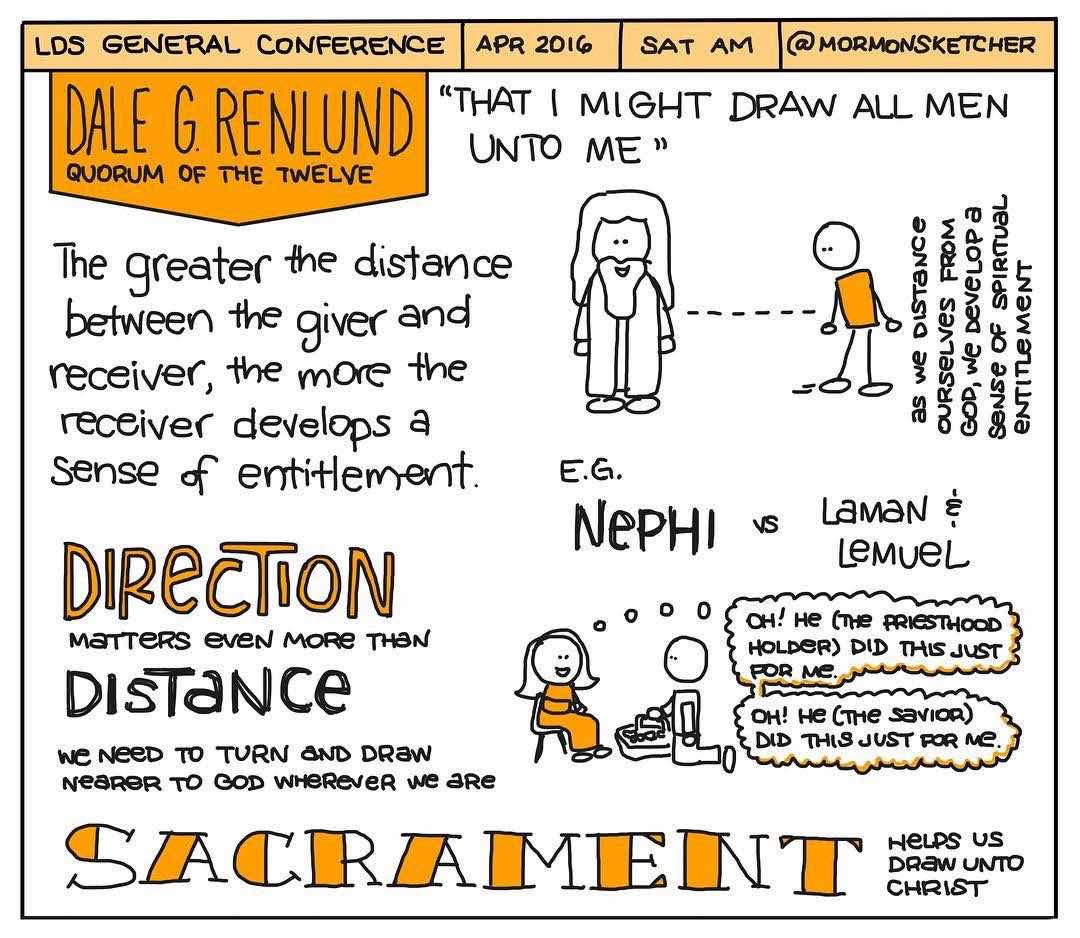 LDS GENERAL CONFERENCE
APR 2016
SAT AM
@MORMONSKETCHER
DALE G. RENLUND
QUORUM OF THE TWELVE
"THAT I MIGHT DRAW ALL MEN
UNTO ME"
The greater the distance
between the giver and
receiver, the more the
receiver develops a
sense of entitlement.
as we DISTANCE
OURSELVES FROM
GOD, we DEVELOP a
SENSE OF SPIRITUAL
ENTITLEMENT
E.G.
NEPHI vs LAMAN &
LEMUEL
DIRECTION
MATTERS EVEN MORE THAN
DISTANCE
WE NEED TO TURN AND DRAW
NEARER TO GOD WHEREVER WE ARE
OH! HE (THE PRIESTHOOD
HOLDER) DID THIS JUST
FOR ME.
OH! HE (THE SAVIOR)
DID THIS JUST FOR ME.
SACRAMENT
HELPS US
DRAW UNTO
CHRIST